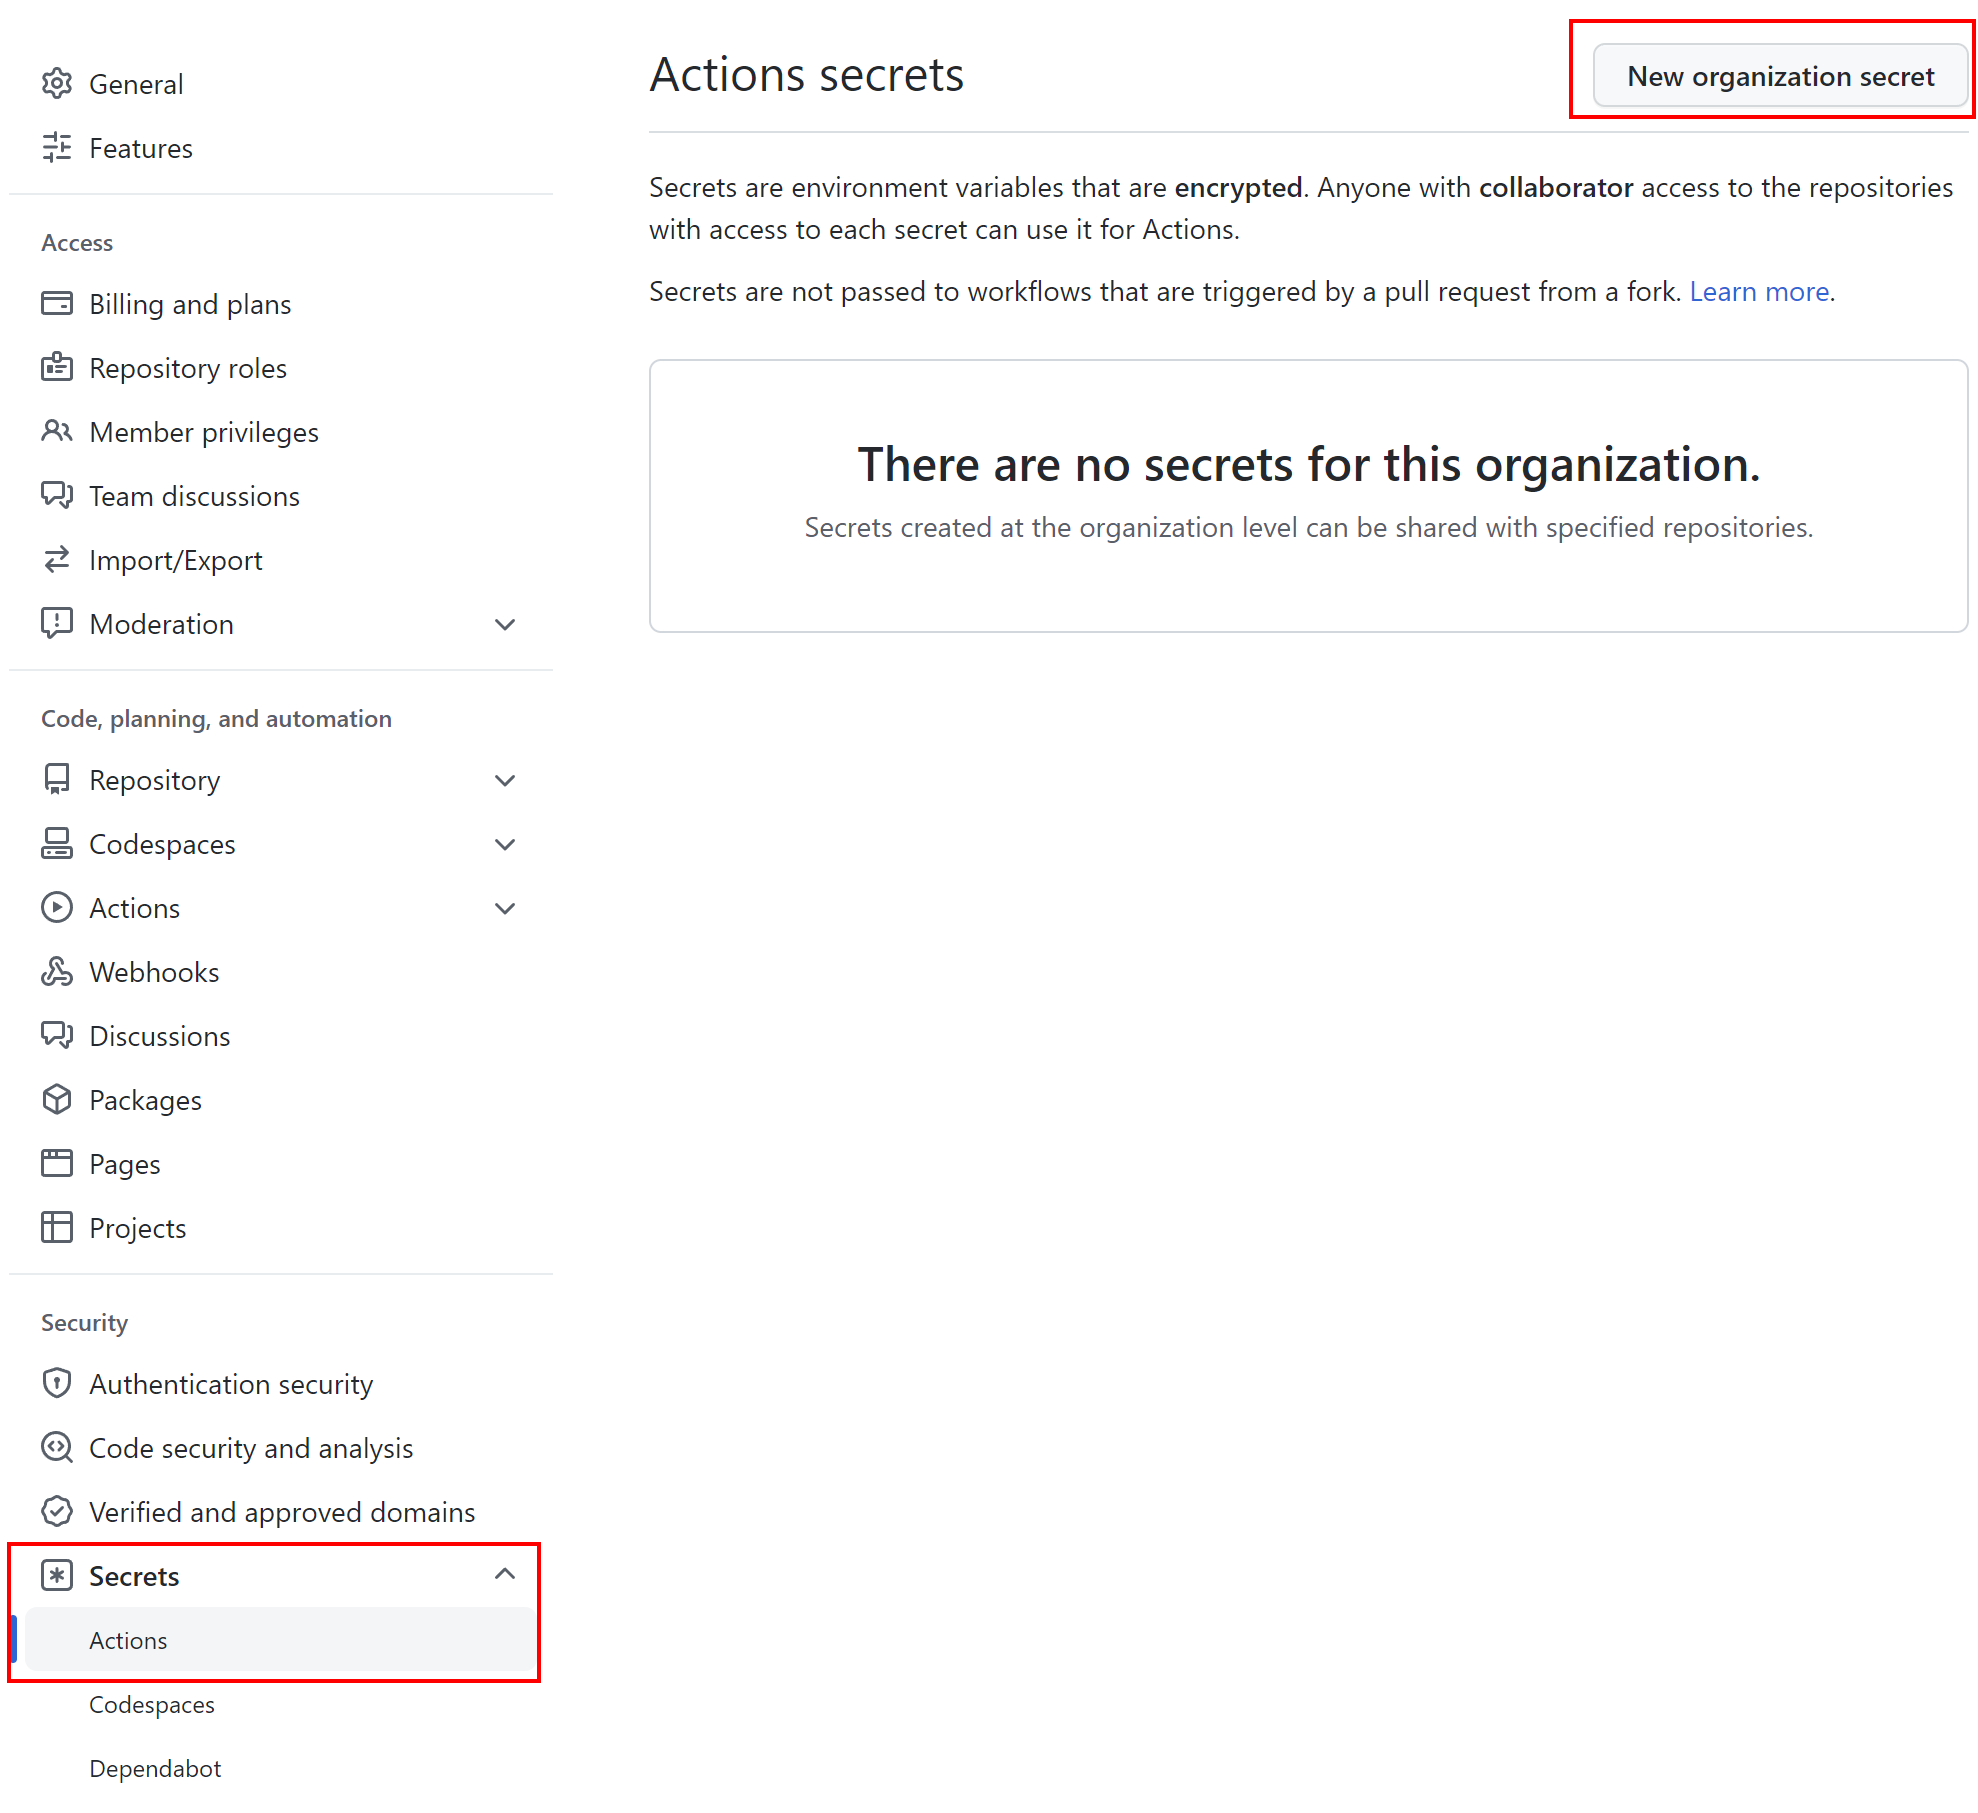 General
Features
Access
Billing and plans
Repository roles
Member privileges
Team discussions
Import/Export
Moderation
Code, planning, and automation
Repository
Codespaces
Actions
Webhooks
Discussions
Packages
Pages
Projects
Security
Authentication security
Code security and analysis
Verified and approved domains
Secrets
Actions
Codespaces
Dependabot
Actions secrets
New organization secret
Secrets are environment variables that are encrypted. Anyone with collaborator access to the repositories
with access to each secret can use it for Actions.
Secrets are not passed to workflows that are triggered by a pull request from a fork. Learn more.
There are no secrets for this organization.
Secrets created at the organization level can be shared with specified repositories.